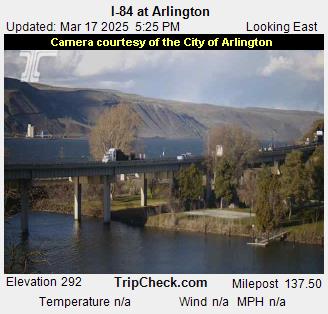 I-84 at Arlington
Updated: Mar 17 2025 5:25 PM Looking East
Camera courtesy of the City of Arlington
Elevation 292 TripCheck.com Milepost 137.50
Temperature n/a Wind n/a MPH n/a